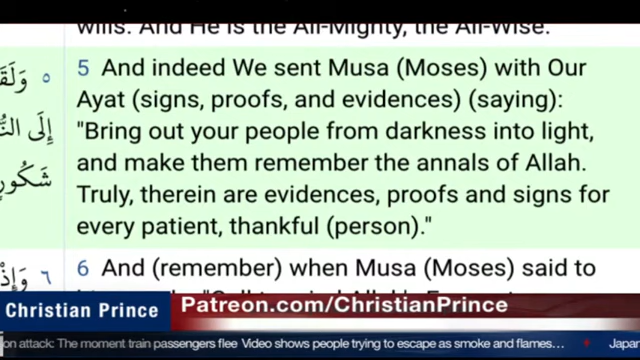 wills. And He is the All-Mighty, the All-Wise.
٥ وَلَقَ
إِلَى
شَكُورٍ
5 And indeed We sent Musa (Moses) with Our
Ayat (signs, proofs, and evidences) (saying):
"Bring out your people from darkness into light,
and make them remember the annals of Allah.
Truly, therein are evidences, proofs and signs for
every patient, thankful (person)."
٦ وَإِذْ
6 And (remember) when Musa (Moses) said to
Christian Prince
Patreon.com/ChristianPrince
on attack: The moment train passengers flee Video shows people trying to escape as smoke and flames... Japa